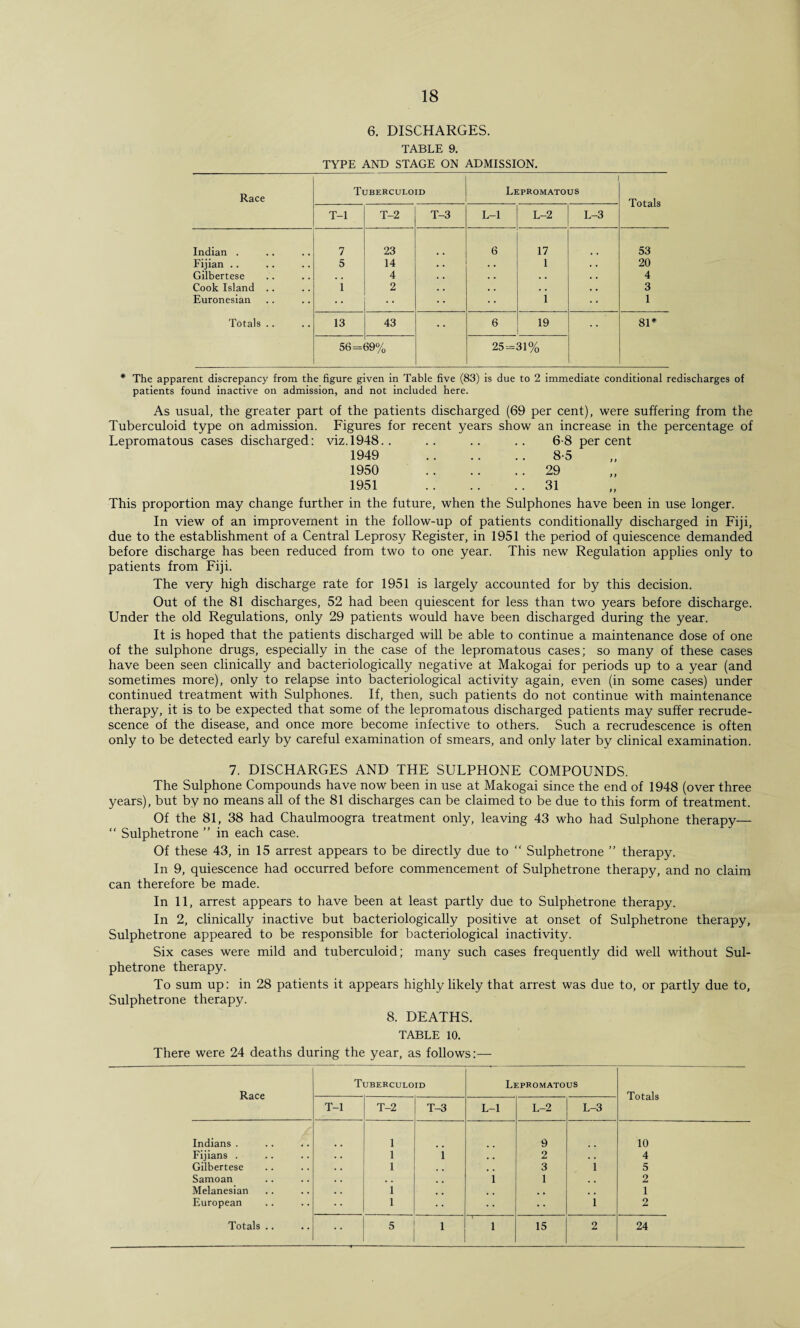 18
6. DISCHARGES.
TABLE 9.
TYPE AND STAGE ON ADMISSION.
Race Tuberculoid Lepromatous Totals
T-1 T-2 T-3 L-1 L-2 L-3
Indian . .. .. 7 23 .. 6 17 .. 53
Fijian .. .. .. 5 14 .. .. 1 .. 20
Gilbertese .. .. .. 4 .. .. .. .. 4
Cook Island .. .. 1 2 .. .. .. .. 3
Euronesian .. .. .. .. .. .. 1 .. 1
Totals .. .. 13 43 .. 6 19 .. 81*
56=69% 25=31%
* The apparent discrepancy from the figure given in Table five (83) is due to 2 immediate conditional redischarges of
patients found inactive on admission, and not included here.
As usual, the greater part of the patients discharged (69 per cent), were suffering from the
Tuberculoid type on admission. Figures for recent years show an increase in the percentage of
Lepromatous cases discharged: viz.1948.. .. .. .. 6·8 per cent
1949 .. .. .. 8·5 ,,
1950 .. .. .. 29 ,,
1951 .. .. .. 31 ,,
This proportion may change further in the future, when the Sulphones have been in use longer.
In view of an improvement in the follow-up of patients conditionally discharged in Fiji,
due to the establishment of a Central Leprosy Register, in 1951 the period of quiescence demanded
before discharge has been reduced from two to one year. This new Regulation applies only to
patients from Fiji.
The very high discharge rate for 1951 is largely accounted for by this decision.
Out of the 81 discharges, 52 had been quiescent for less than two years before discharge.
Under the old Regulations, only 29 patients would have been discharged during the year.
It is hoped that the patients discharged will be able to continue a maintenance dose of one
of the sulphone drugs, especially in the case of the lepromatous cases; so many of these cases
have been seen clinically and bacteriologically negative at Makogai for periods up to a year (and
sometimes more), only to relapse into bacteriological activity again, even (in some cases) under
continued treatment with Sulphones. If, then, such patients do not continue with maintenance
therapy, it is to be expected that some of the lepromatous discharged patients may suffer recrude-
scence of the disease, and once more become infective to others. Such a recrudescence is often
only to be detected early by careful examination of smears, and only later by clinical examination.
7. DISCHARGES AND THE SULPHONE COMPOUNDS.
The Sulphone Compounds have now been in use at Makogai since the end of 1948 (over three
years), but by no means all of the 81 discharges can be claimed to be due to this form of treatment.
Of the 81, 38 had Chaulmoogra treatment only, leaving 43 who had Sulphone therapy—
“ Sulphetrone ” in each case.
Of these 43, in 15 arrest appears to be directly due to “ Sulphetrone ” therapy.
In 9, quiescence had occurred before commencement of Sulphetrone therapy, and no claim
can therefore be made.
In 11, arrest appears to have been at least partly due to Sulphetrone therapy.
In 2, clinically inactive but bacteriologically positive at onset of Sulphetrone therapy,
Sulphetrone appeared to be responsible for bacteriological inactivity.
Six cases were mild and tuberculoid; many such cases frequently did well without Sul-
phetrone therapy.
To sum up: in 28 patients it appears highly likely that arrest was due to, or partly due to,
Sulphetrone therapy.
8. DEATHS.
TABLE 10.
There were 24 deaths during the year, as follows:—
Race Tuberculoid Lepromatous Totals
T-1 T-2 T-3 L-1 L-2 L-3
Indians . .. .. .. 1 .. .. 9 .. 10
Fijians . .. .. .. 1 1 .. 2 .. 4
Gilbertese .. .. .. 1 .. .. 3 1 5
Samoan .. .. .. .. .. 1 1 .. 2
Melanesian .. .. .. 1 .. .. .. .. 1
European .. .. .. 1 .. .. .. 1 2
Totals .. .. .. 5 1 1 15 2 24